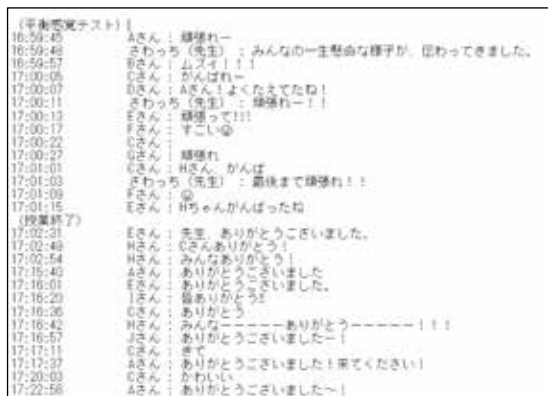 (平衡感覚テスト)
16:59:45 Aさん : 頑張れー
16:59:48 さわっち(先生) : みんなの一生懸命な様子が、伝わってきました。
16:59:57 Bさん : ムズイ!!!
17:00:05 Cさん : がんばれー
17:00:07 Dさん : Aさん!よくたえてたね!
17:00:11 さわっち(先生) : 頑張れー!!
17:00:13 Eさん : 頑張って!!!
17:00:17 Fさん : すごい
17:00:22 Cさん :
17:00:27 Gさん : 頑張れ
17:01:01 Cさん : Hさん、がんば
17:01:03 さわっち(先生) : 最後まで頑張れ!!
17:01:09 Fさん :
17:01:15 Eさん : Hちゃんがんばったね
(授業終了)
17:02:31 Eさん : 先生、ありがとうございました。
17:02:49 Hさん : Cさんありがとう!
17:02:54 Hさん : みんなありがとう!
17:15:40 Aさん : ありがとうございました
17:16:01 Eさん : ありがとうございました。
17:16:20 Iさん : 皆ありがとう!!
17:16:36 Cさん : ありがとう
17:16:42 Hさん : みんなーーーーーありがとうーーーーー!!!
17:16:57 Jさん : ありがとうございましたー!
17:17:11 Cさん : きて
17:17:37 Aさん : ありがとうございました!来てください!
17:20:03 Cさん : かわいい
17:22:58 Aさん : ありがとうございました~!